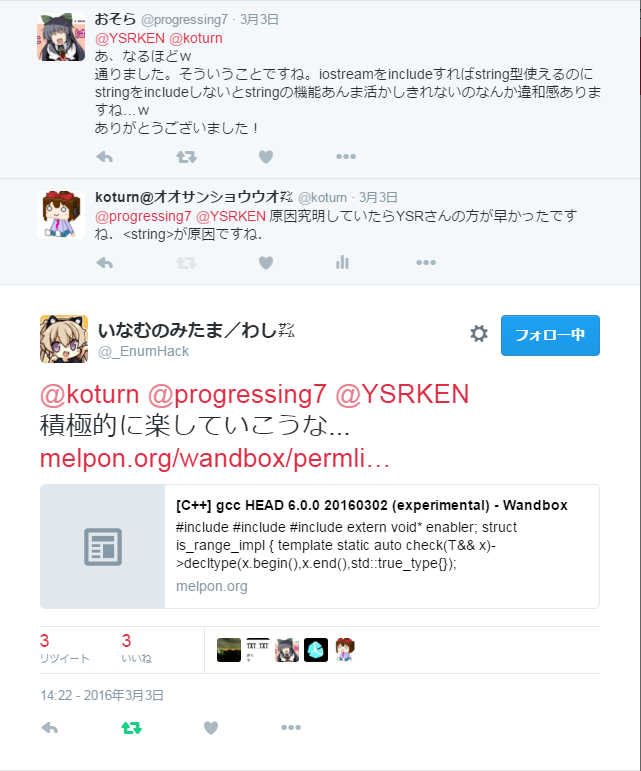 おそら @progressing7 · 3月3日
@YSRKEN @koturn
あ、なるほどｗ
通りました。そういうことですね。iostreamをincludeすればstring型使えるのに
stringをincludeしないとstringの機能あんま活かしきれないのなんか違和感ありま
すね…ｗ
ありがとうございました！
koturn@オオサンショウウオ㌠ @koturn · 3月3日
@progressing7 @YSRKEN 原因究明していたらYSRさんの方が早かったです
ね．<string>が原因ですね．
いなむのみたま／わし㌠
@_EnumHack
フォロー中
@koturn @progressing7 @YSRKEN
積極的に楽していこうな...
melpon.org/wandbox/permli…
[C++] gcc HEAD 6.0.0 20160302 (experimental) - Wandbox
#include #include #include extern void* enabler; struct
is_range_impl { template static auto check(T&& x)-
>decltype(x.begin(),x.end(),std::true_type{});
melpon.org
3
リツイート
3
いいね
TXT.TXT
14:22 - 2016年3月3日